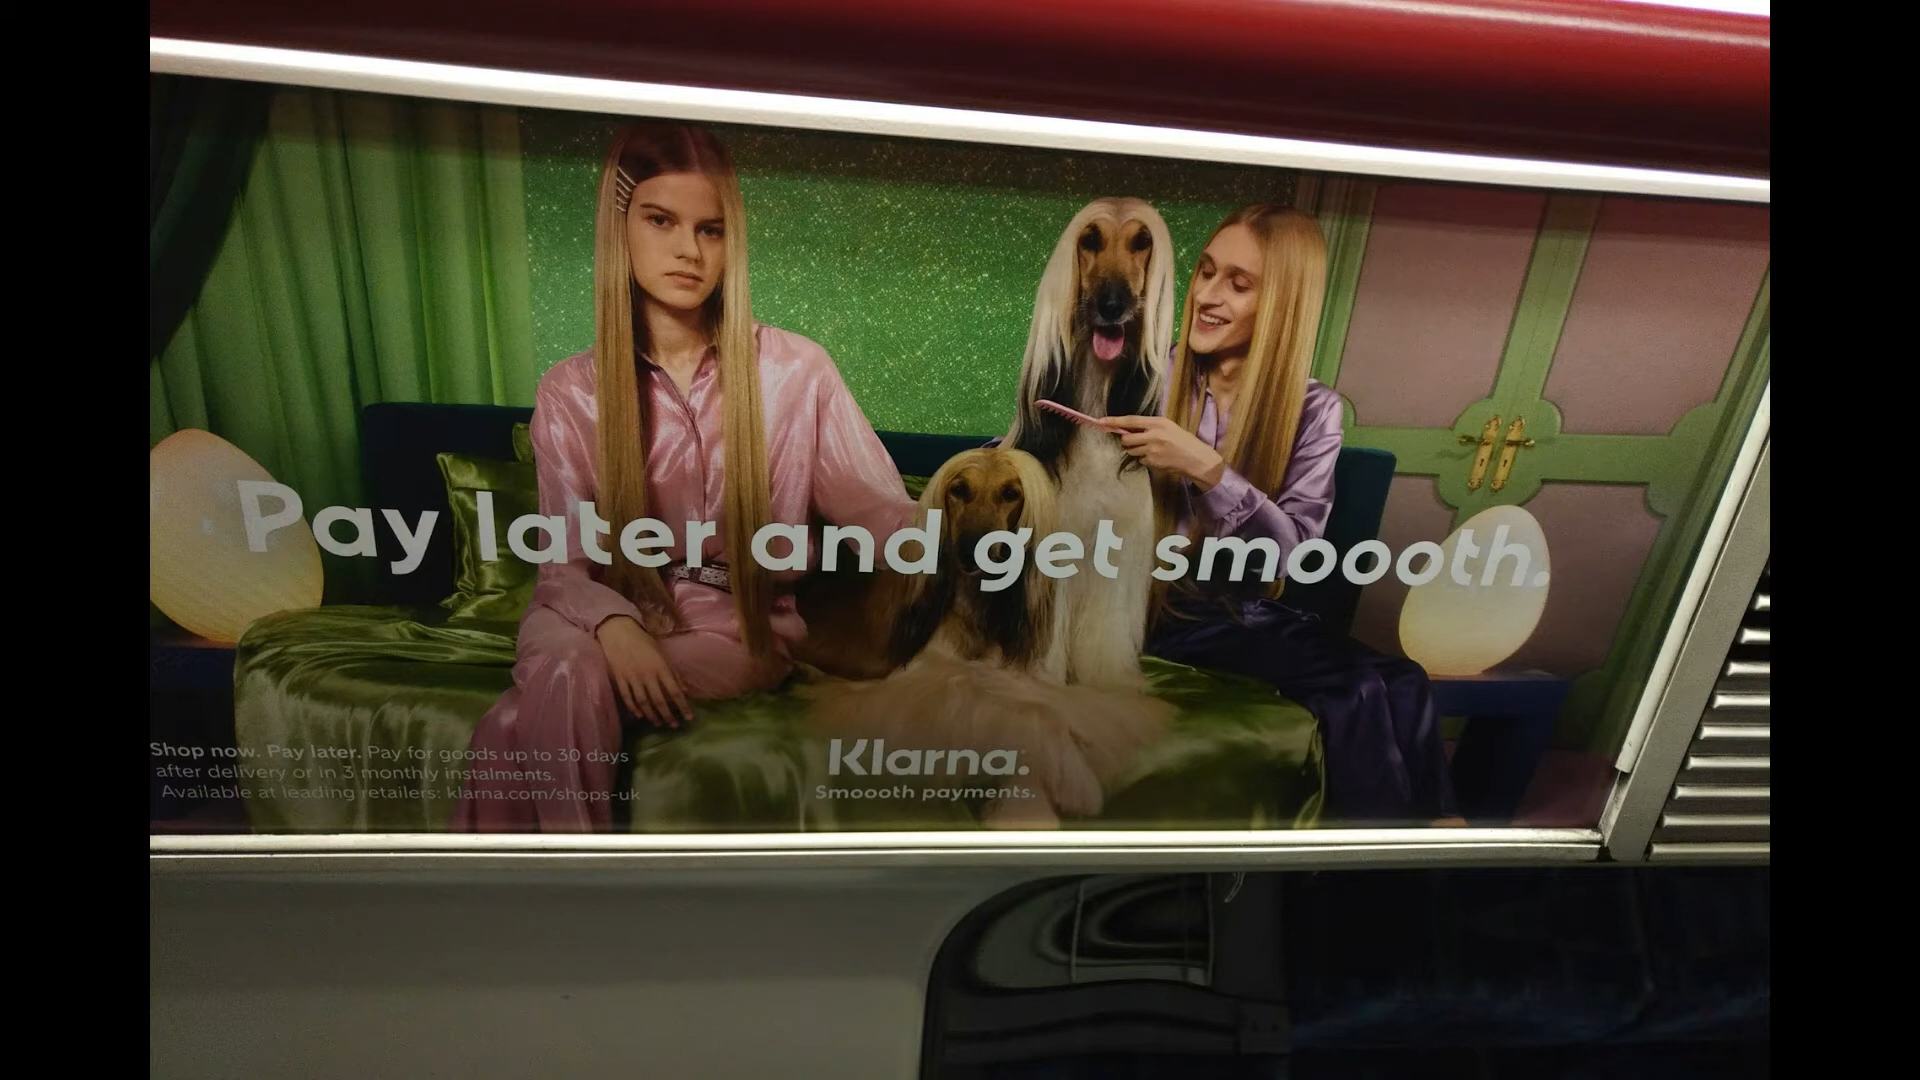 Pay later and get smoooth.
Shop now. Pay later. Pay for goods up to 30 days
after delivery or in 3 monthly instalments.
Available at leading retailers: klarna.com/shops-uk
Klarna.
Smoooth payments.